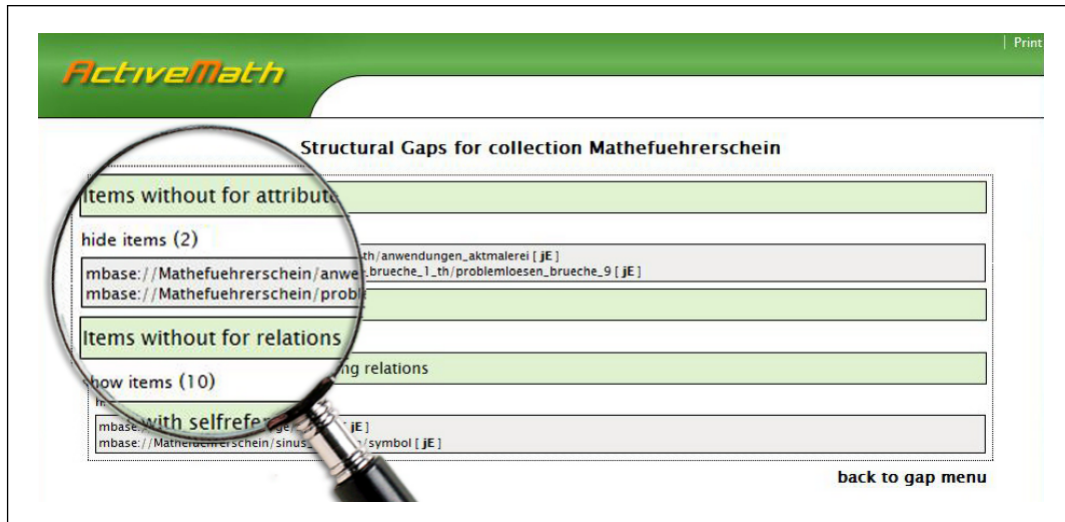 Print
ActiveMath
Structural Gaps for collection Mathefuehrerschein
Items without for attribute
hide items (2)
mbase://Mathefuehrerschein/anwe th/anwendungen_aktmalerei [ jE ]
mbase://Mathefuehrerschein/probl brueche_1_th/problemloesen_brueche_9 [ jE ]
Items without for relations
show items (10)
ng relations
with selfrefe
mbase: jE ]
mbase://Mathefuehrerschein/sinus /symbol [ jE ]
back to gap menu